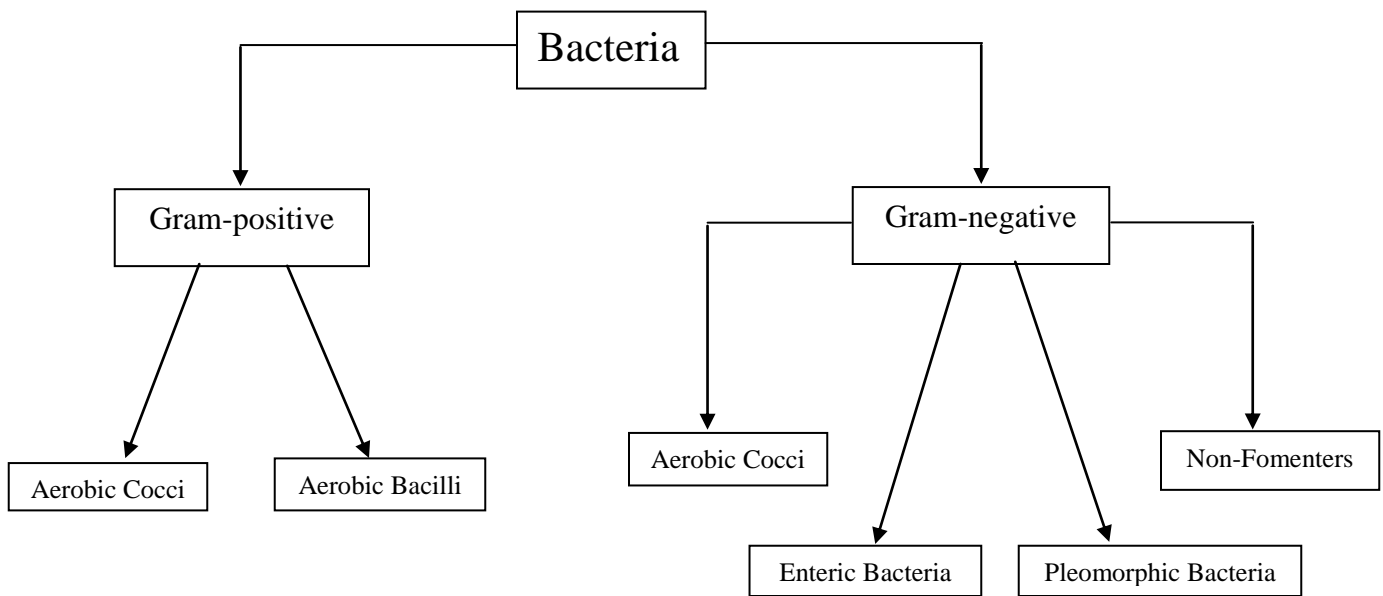 Bacteria
Gram-positive
Gram-negative
Aerobic Cocci
Aerobic Bacilli
Aerobic Cocci
Non-Fomenters
Enteric Bacteria
Pleomorphic Bacteria